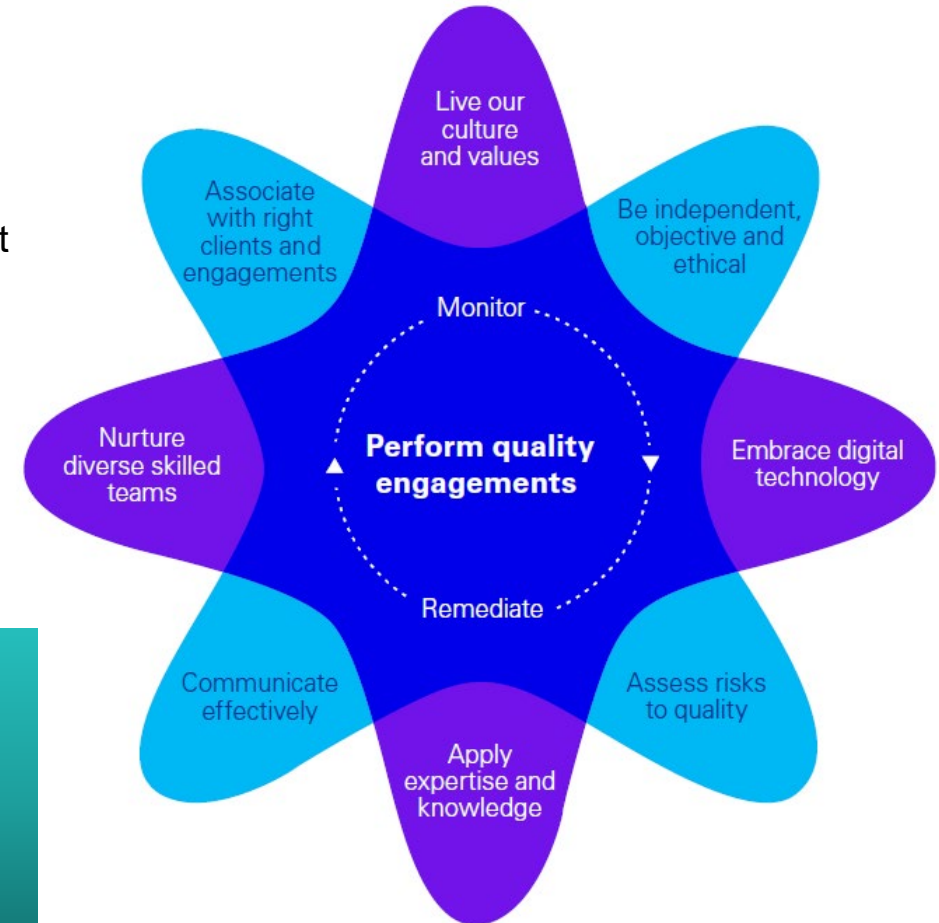 Live our
culture
and values
Associate
with right
clients and
engagements
Be independent,
objective and
ethical
Monitor
Nurture
diverse skilled
teams
Perform quality
engagements
Embrace digital
technology
Remediate
Communicate
effectively
Assess risks
to quality
Apply
expertise and
knowledge